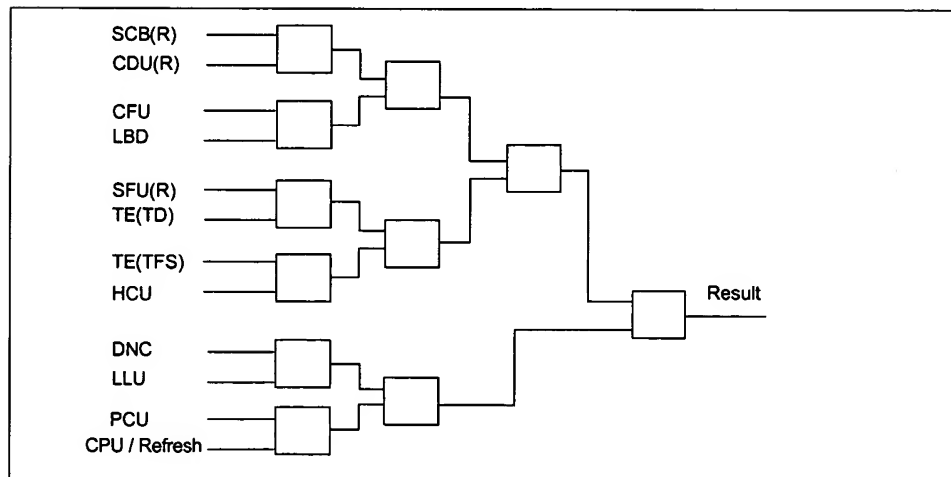 SCB(R)
CDU(R)
CFU
LBD
SFU(R)
TE(TD)
TE(TFS)
HCU
DNC
LLU
PCU
CPU / Refresh
Result